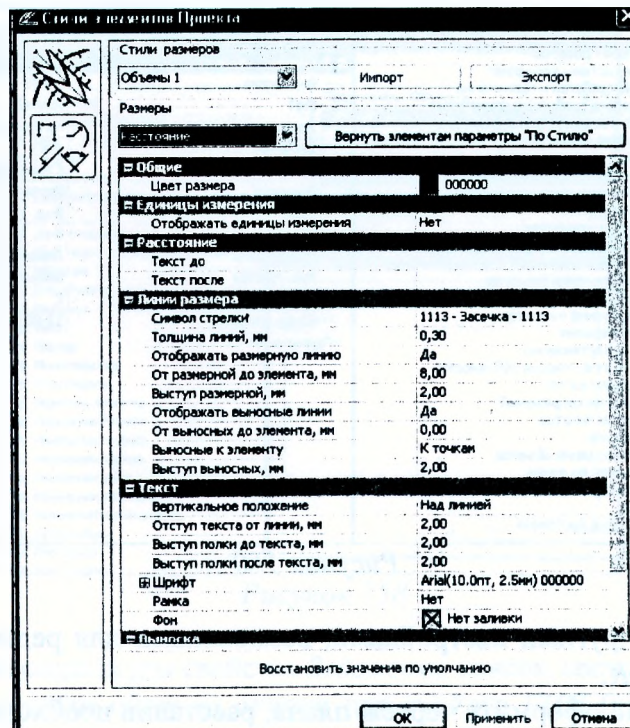 Стили элементов Проекта
Стили размеров
Объемы 1
Импорт
Экспорт
Размеры
Расстояние
Вернуть элементам параметры "По Стилю"
Общие
Цвет размера 000000
Единицы измерения
Отображать единицы измерения Нет
Расстояние
Текст до
Текст после
Линии размера
Символ стрелки 1113 - Засечка - 1113
Толщина линий, мм 0,30
Отображать размерную линию Да
От размерной до элемента, мм 8,00
Выступ размерной, мм 2,00
Отображать выносные линии Да
От выносных до элемента, мм 0,00
Выносные к элементу К точкам
Выступ выносных, мм 2,00
Текст
Вертикальное положение Над линией
Отступ текста от линии, мм 2,00
Выступ полки до текста, мм 2,00
Выступ полки после текста, мм 2,00
Шрифт Arial(10.0пт, 2.5мм) 000000
Рамка Нет
Фон Нет заливки
Восстановить значение по умолчанию
ОК
Применить
Отмена